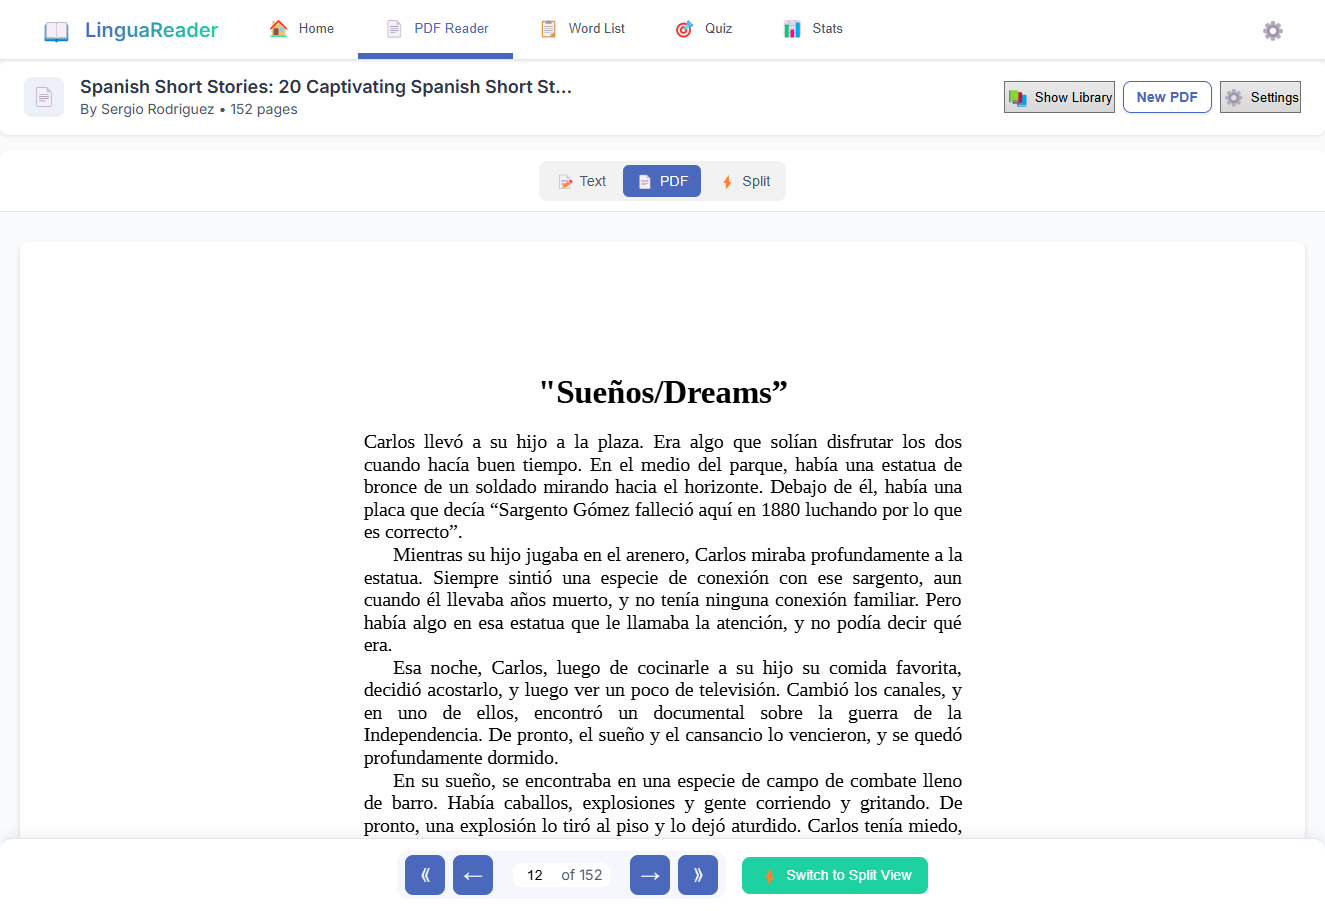 LinguaReader
Home
PDF Reader
Word List
Quiz
Stats
Spanish Short Stories: 20 Captivating Spanish Short St...
By Sergio Rodriguez • 152 pages
Show Library
New PDF
Settings
Text
PDF
Split
"Sueños/Dreams”
Carlos llevó a su hijo a la plaza. Era algo que solían disfrutar los dos
cuando hacía buen tiempo. En el medio del parque, había una estatua de
bronce de un soldado mirando hacia el horizonte. Debajo de él, había una
placa que decía “Sargento Gómez falleció aquí en 1880 luchando por lo que
es correcto”.
Mientras su hijo jugaba en el arenero, Carlos miraba profundamente a la
estatua. Siempre sintió una especie de conexión con ese sargento, aun
cuando él llevaba años muerto, y no tenía ninguna conexión familiar. Pero
había algo en esa estatua que le llamaba la atención, y no podía decir qué
era.
Esa noche, Carlos, luego de cocinarle a su hijo su comida favorita,
decidió acostarlo, y luego ver un poco de televisión. Cambió los canales, y
en uno de ellos, encontró un documental sobre la guerra de la
Independencia. De pronto, el sueño y el cansancio lo vencieron, y se quedó
profundamente dormido.
En su sueño, se encontraba en una especie de campo de combate lleno
de barro. Había caballos, explosiones y gente corriendo y gritando. De
pronto, una explosión lo tiró al piso y lo dejó aturdido. Carlos tenía miedo,
⟪ ← 12 of 152 → ⟫
Switch to Split View